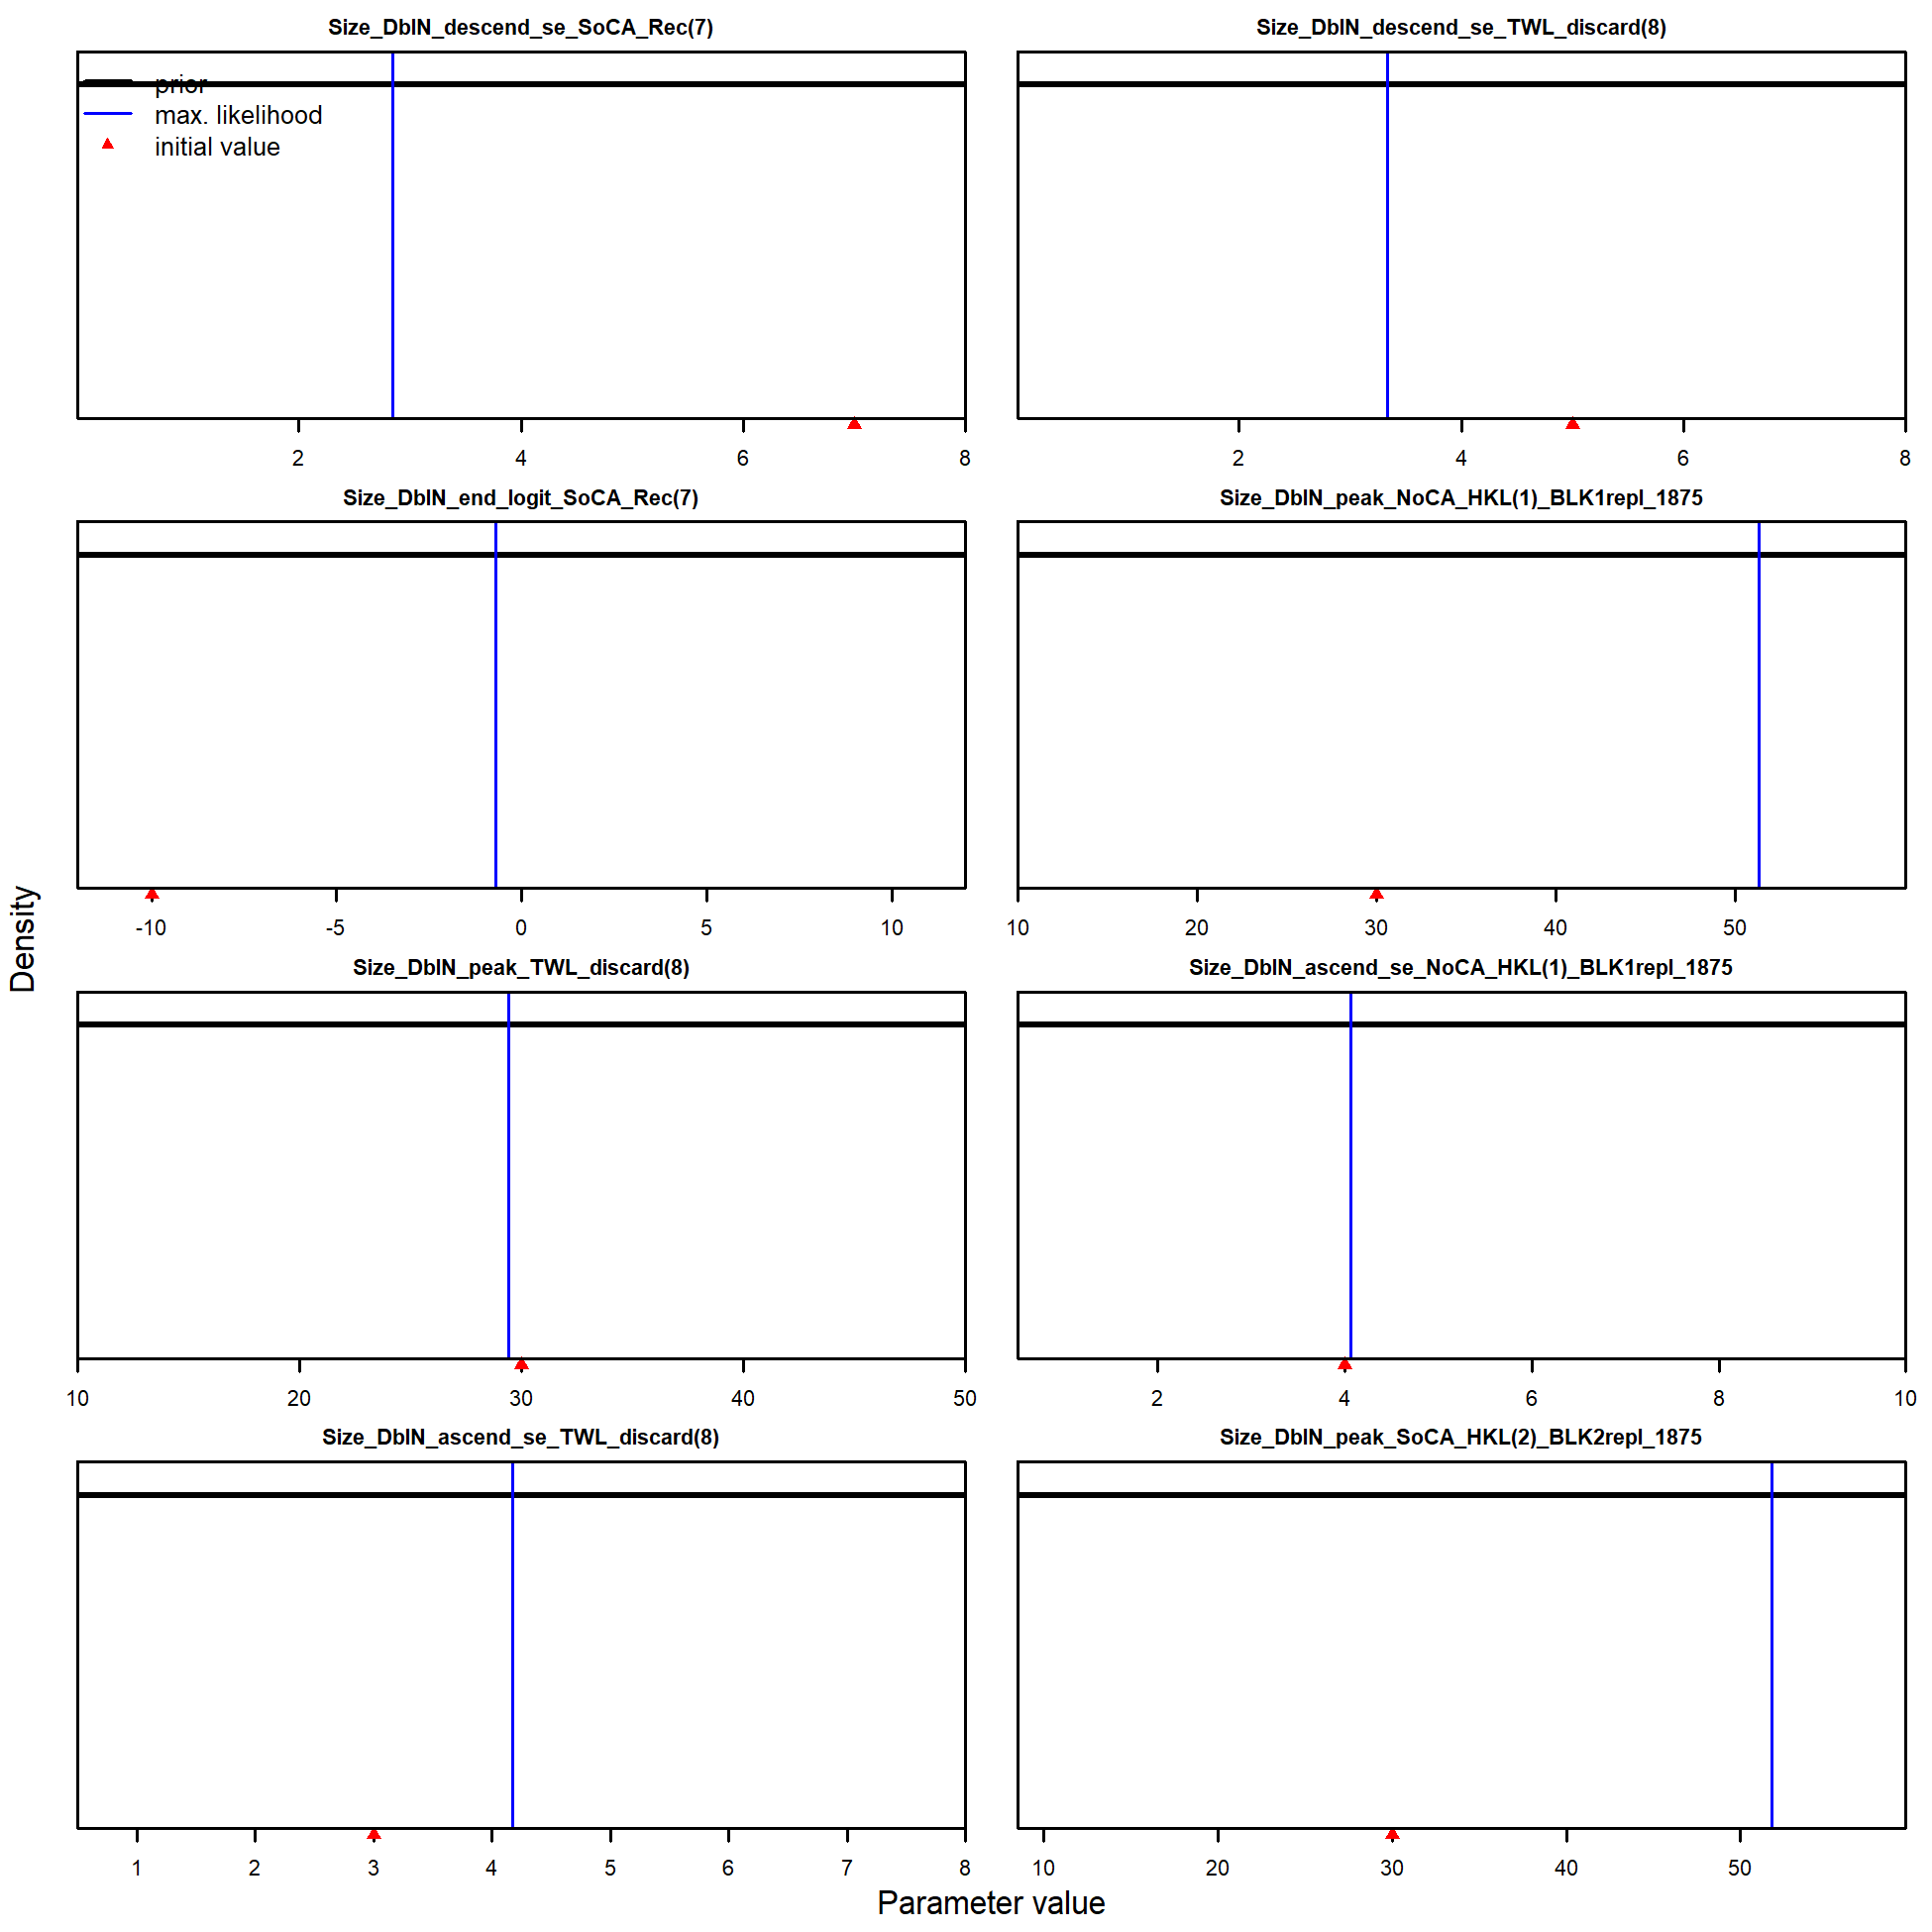 Size_DblN_descend_se_SoCA_Rec(7)
prior
max. likelihood
initial value
2 4 6 8
Size_DblN_descend_se_TWL_discard(8)
2 4 6 8
Size_DblN_end_logit_SoCA_Rec(7)
-10 -5 0 5 10
Size_DblN_peak_NoCA_HKL(1)_BLK1repl_1875
10 20 30 40 50
Size_DblN_peak_TWL_discard(8)
10 20 30 40 50
Size_DblN_ascend_se_NoCA_HKL(1)_BLK1repl_1875
2 4 6 8 10
Size_DblN_ascend_se_TWL_discard(8)
1 2 3 4 5 6 7 8
Size_DblN_peak_SoCA_HKL(2)_BLK2repl_1875
10 20 30 40 50
Density
Parameter value